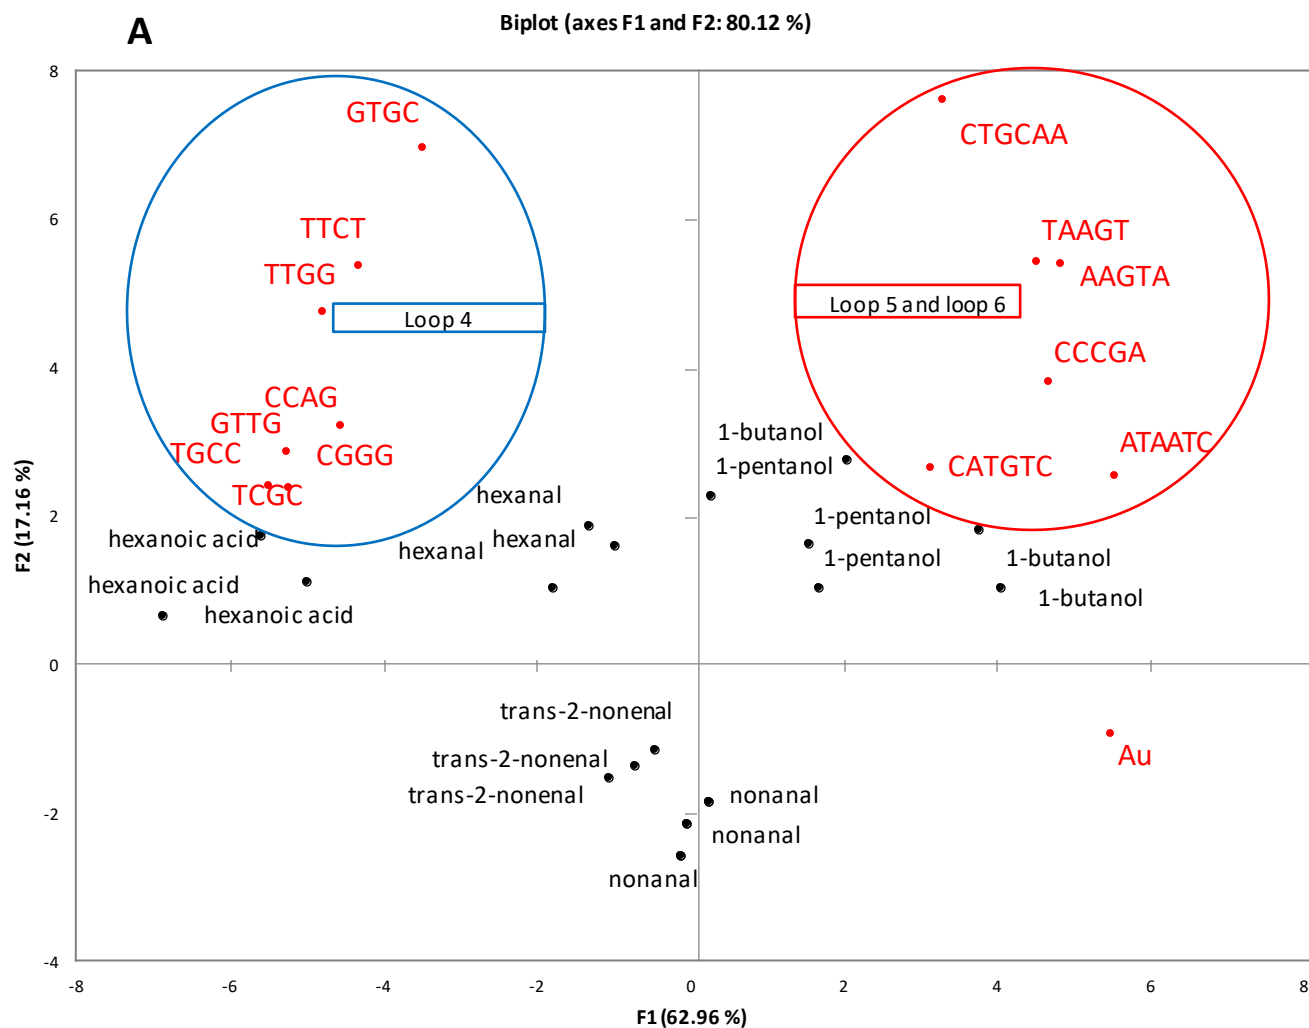 A
Biplot (axes F1 and F2: 80.12 %)
8
GTGC
CTGCAA
6
TTCT
TAAGT
TTGG
AAGTA
Loop 4
Loop 5 and loop 6
4
CCCGA
CCAG
GTTG
1-butanol
ATAATC
TGCC
CGGG
1-pentanol
CATGTC
TCGC
hexanal
2
1-pentanol
hexanoic acid
hexanal
hexanal
1-pentanol
1-butanol
hexanoic acid
hexanoic acid
1-butanol
F2 (17.16 %)
0
trans-2-nonenal
trans-2-nonenal
Au
trans-2-nonenal
nonanal
-2
nonanal
nonanal
-4
-8
-6
-4
-2
0
2
4
6
8
F1 (62.96 %)